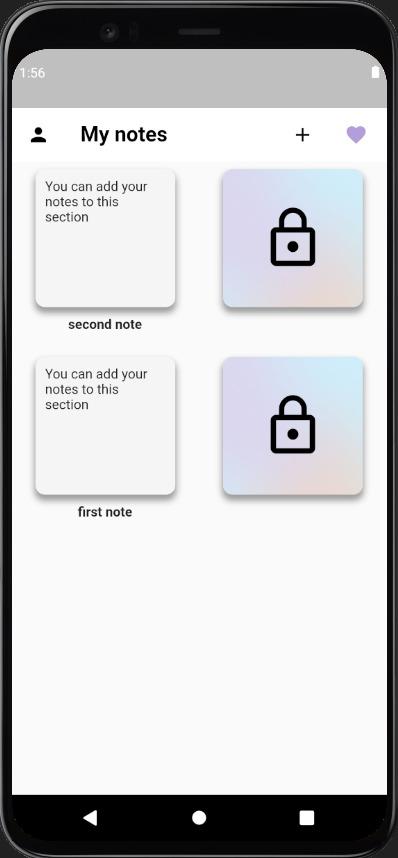 1:56
My notes
You can add your
notes to this
section
second note
You can add your
notes to this
section
first note